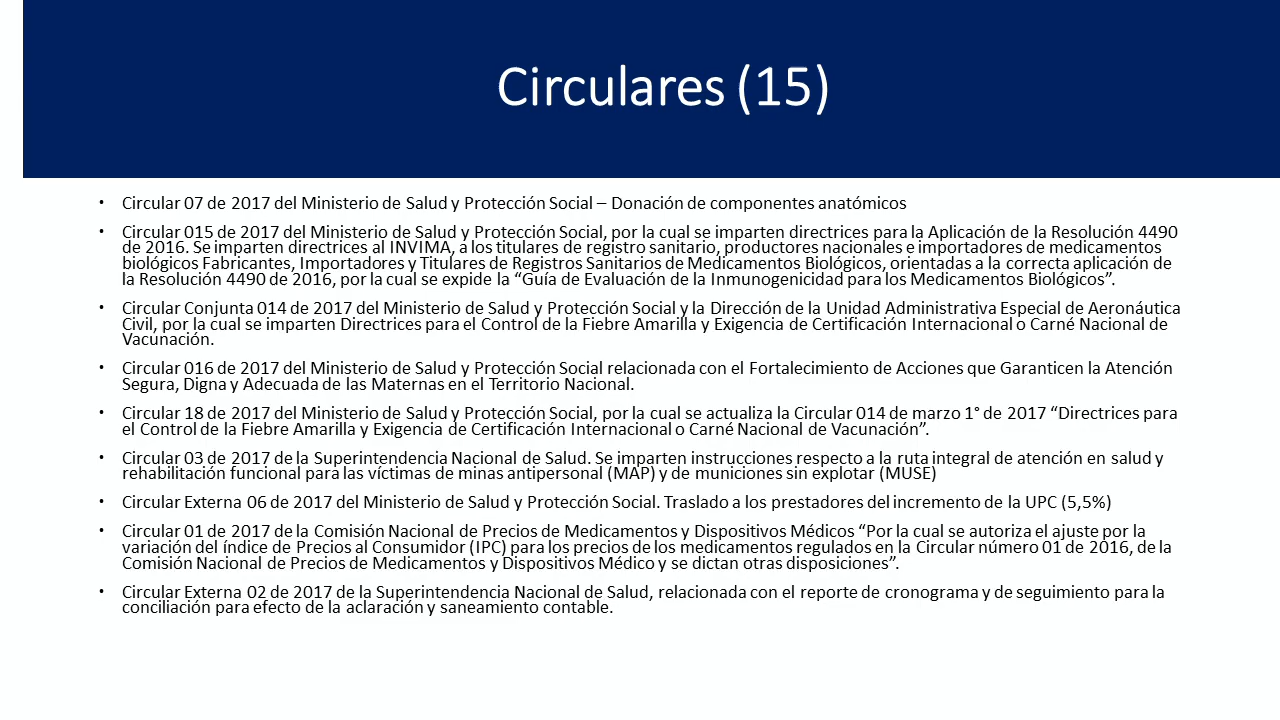 Circulares (15)
• Circular 07 de 2017 del Ministerio de Salud y Protección Social – Donación de componentes anatómicos
• Circular 015 de 2017 del Ministerio de Salud y Protección Social, por la cual se imparten directrices para la Aplicación de la Resolución 4490
de 2016. Se imparten directrices al INVIMA, a los titulares de registro sanitario, productores nacionales e importadores de medicamentos
biológicos Fabricantes, Importadores y Titulares de Registros Sanitarios de Medicamentos Biológicos, orientadas a la correcta aplicación de
la Resolución 4490 de 2016, por la cual se expide la “Guía de Evaluación de la Inmunogenicidad para los Medicamentos Biológicos”.
• Circular Conjunta 014 de 2017 del Ministerio de Salud y Protección Social y la Dirección de la Unidad Administrativa Especial de Aeronáutica
Civil, por la cual se imparten Directrices para el Control de la Fiebre Amarilla y Exigencia de Certificación Internacional o Carné Nacional de
Vacunación.
• Circular 016 de 2017 del Ministerio de Salud y Protección Social relacionada con el Fortalecimiento de Acciones que Garanticen la Atención
Segura, Digna y Adecuada de las Maternas en el Territorio Nacional.
• Circular 18 de 2017 del Ministerio de Salud y Protección Social, por la cual se actualiza la Circular 014 de marzo 1° de 2017 “Directrices para
el Control de la Fiebre Amarilla y Exigencia de Certificación Internacional o Carné Nacional de Vacunación”.
• Circular 03 de 2017 de la Superintendencia Nacional de Salud. Se imparten instrucciones respecto a la ruta integral de atención en salud y
rehabilitación funcional para las víctimas de minas antipersonal (MAP) y de municiones sin explotar (MUSE)
• Circular Externa 06 de 2017 del Ministerio de Salud y Protección Social. Traslado a los prestadores del incremento de la UPC (5,5%)
• Circular 01 de 2017 de la Comisión Nacional de Precios de Medicamentos y Dispositivos Médicos “Por la cual se autoriza el ajuste por la
variación del índice de Precios al Consumidor (IPC) para los precios de los medicamentos regulados en la Circular número 01 de 2016, de la
Comisión Nacional de Precios de Medicamentos y Dispositivos Médico y se dictan otras disposiciones”.
• Circular Externa 02 de 2017 de la Superintendencia Nacional de Salud, relacionada con el reporte de cronograma y de seguimiento para la
conciliación para efecto de la aclaración y saneamiento contable.